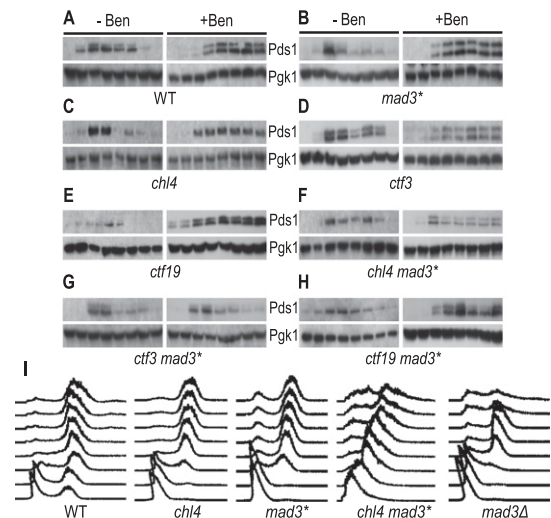 A - Ben +Ben B - Ben +Ben
Pds1
Pgk1
WT mad3*
C D
Pds1
Pgk1
chl4 ctf3
E F
Pds1
Pgk1
ctf19 chl4 mad3*
G H
Pds1
Pgk1
ctf3 mad3* ctf19 mad3*
I
WT chl4 mad3* chl4 mad3* mad3Δ